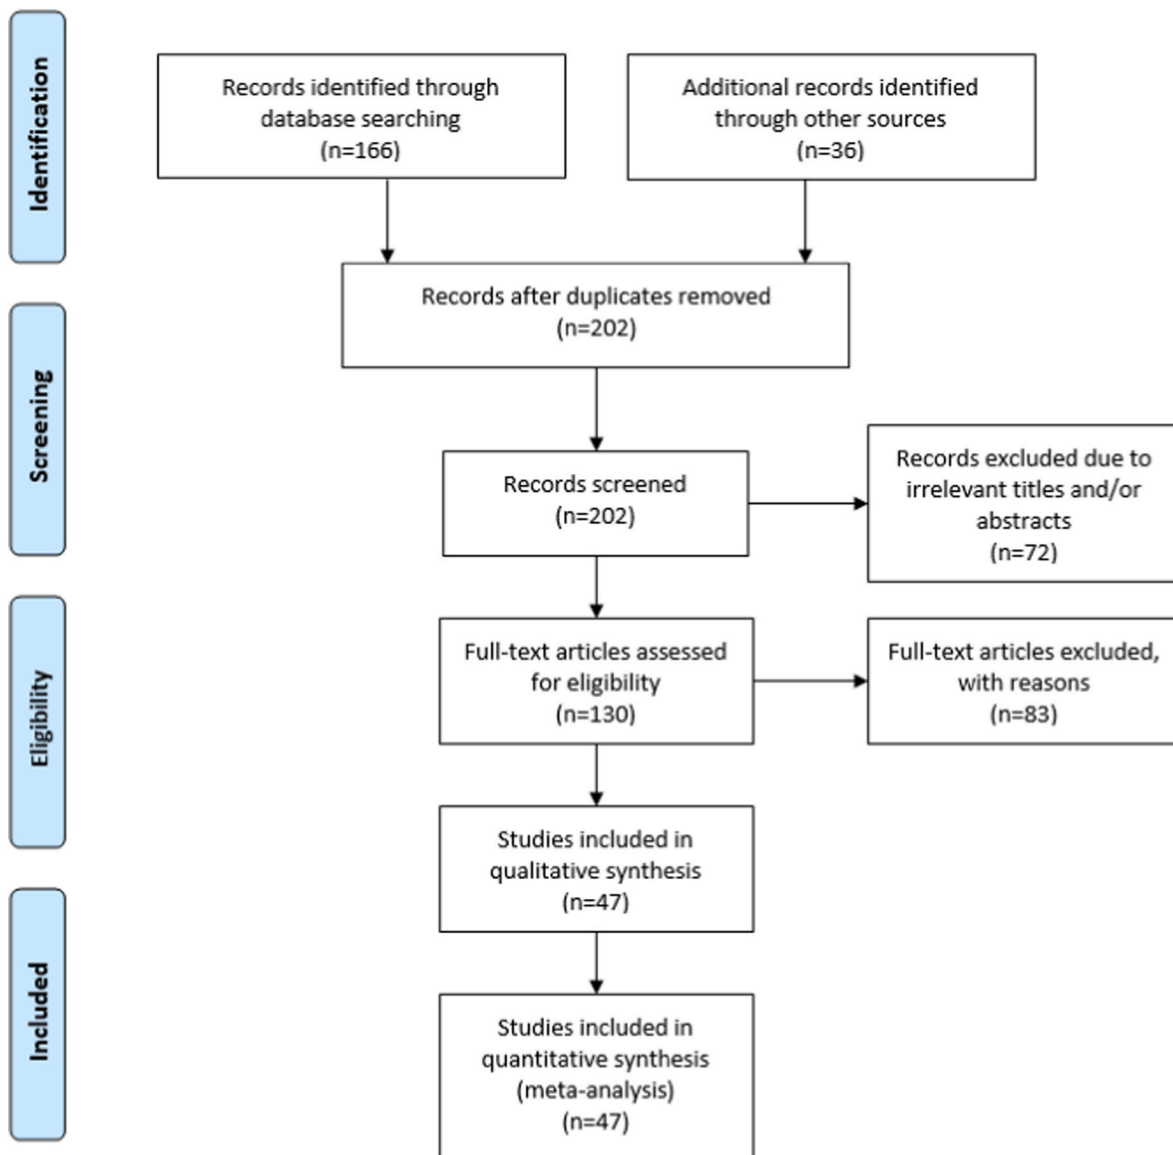 Identification
Records identified through
database searching
(n=166)
Additional records identified
through other sources
(n=36)
Records after duplicates removed
(n=202)
Screening
Records screened
(n=202)
Records excluded due to
irrelevant titles and/or
abstracts
(n=72)
Eligibility
Full-text articles assessed
for eligibility
(n=130)
Full-text articles excluded,
with reasons
(n=83)
Studies included in
qualitative synthesis
(n=47)
Included
Studies included in
quantitative synthesis
(meta-analysis)
(n=47)